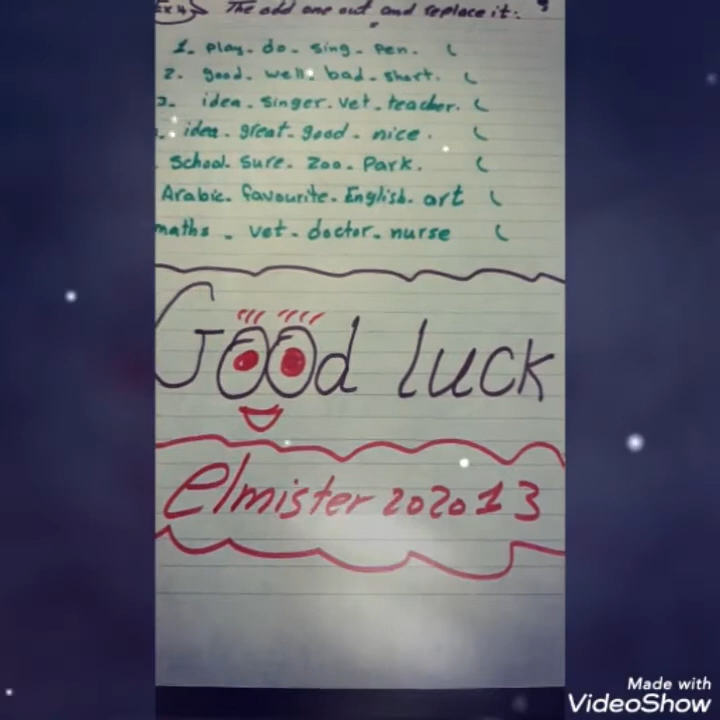 Ex 4 The odd one out and replace it:
1. play - do - sing - pen. (
2. good - well - bad - short. (
3. idea - singer - vet - teacher. (
. idea - great - good - nice. (
. School - sure - zoo - Park. (
Arabic - favourite - English - art (
maths - vet - doctor - nurse (
Good luck
elmister 202013
Made with
VideoShow